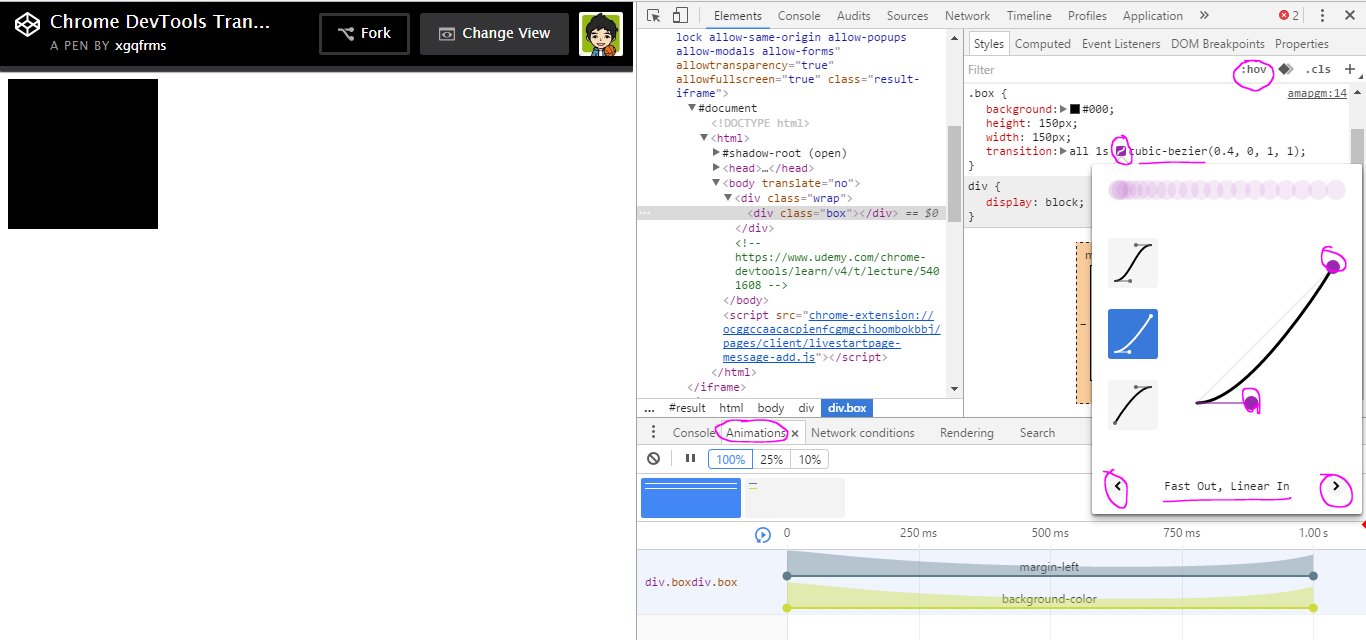 Chrome DevTools Tran...
A PEN BY xgqfrms
Fork
Change View
Elements Console Audits Sources Network Timeline Profiles Application » 2
lock allow-same-origin allow-popups
allow-modals allow-forms"
allowtransparency="true"
allowfullscreen="true" class="result-
iframe">
▼#document
<!DOCTYPE html>
▼<html>
▶#shadow-root (open)
▶<head>…</head>
▼<body translate="no">
▼<div class="wrap">
… <div class="box"></div> == $0
</div>
<!--
https://www.udemy.com/chrome-
devtools/learn/v4/t/lecture/540
1608 -->
</body>
<script src="chrome-extension://
ocggccaacacpienfcgmgcihoombokbbj/
pages/client/livestartpage-
message-add.js"></script>
</html>
</iframe>
... #result html body div div.box
Styles Computed Event Listeners DOM Breakpoints Properties
Filter :hov .cls +
.box { amapgm:14
background:▶#000;
height: 150px;
width: 150px;
transition:▶all 1s cubic-bezier(0.4, 0, 1, 1);
}
div {
display: block;
}
m
–
Fast Out, Linear In
Console Animations × Network conditions Rendering Search
100% 25% 10%
0 250 ms 500 ms 750 ms 1.00 s
div.boxdiv.box
margin-left
background-color